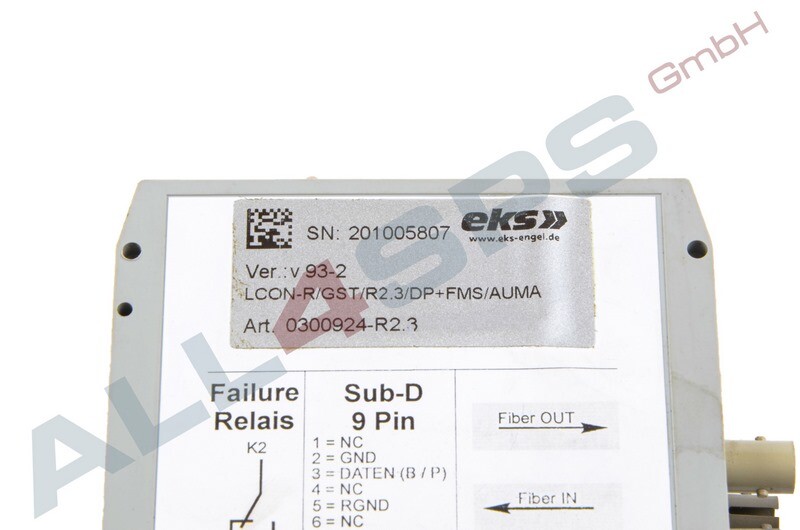 SN: 201005807 eks
www.eks-engel.de
Ver.: v 93-2
LCON-R/GST/R2.3/DP+FMS/AUMA
Art. 0300924-R2.3
Failure
Relais
K2
Sub-D
9 Pin
1 = NC
2 = GND
3 = DATEN (B / P)
4 = NC
5 = RGND
6 = NC
Fiber OUT
Fiber IN
ALL4SPS GmbH